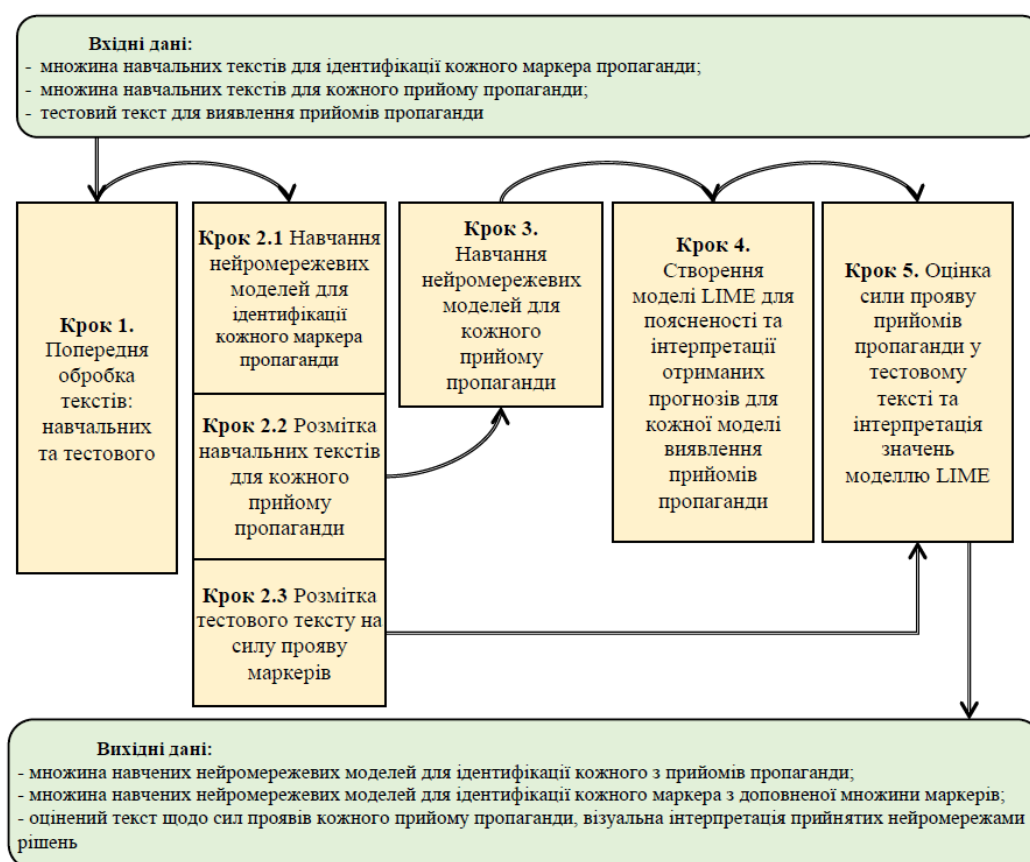 Вхідні дані:
- множина навчальних текстів для ідентифікації кожного маркера пропаганди;
- множина навчальних текстів для кожного прийому пропаганди;
- тестовий текст для виявлення прийомів пропаганди
Крок 1.
Попередня
обробка
текстів:
навчальних
та тестового
Крок 2.1 Навчання
нейромережевих
моделей для
ідентифікації
кожного маркера
пропаганди
Крок 2.2 Розмітка
навчальних текстів
для кожного
прийому
пропаганди
Крок 2.3 Розмітка
тестового тексту на
силу прояву
маркерів
Крок 3.
Навчання
нейромережевих
моделей для
кожного
прийому
пропаганди
Крок 4.
Створення
моделі LIME для
поясненості та
інтерпретації
отриманих
прогнозів для
кожної моделі
виявлення
прийомів
пропаганди
Крок 5. Оцінка
сили прояву
прийомів
пропаганди у
тестовому
тексті та
інтерпретація
значень
моделлю LIME
Вихідні дані:
- множина навчених нейромережевих моделей для ідентифікації кожного з прийомів пропаганди;
- множина навчених нейромережевих моделей для ідентифікації кожного маркера з доповненої множини маркерів;
- оцінений текст щодо сил проявів кожного прийому пропаганди, візуальна інтерпретація прийнятих нейромережами
рішень